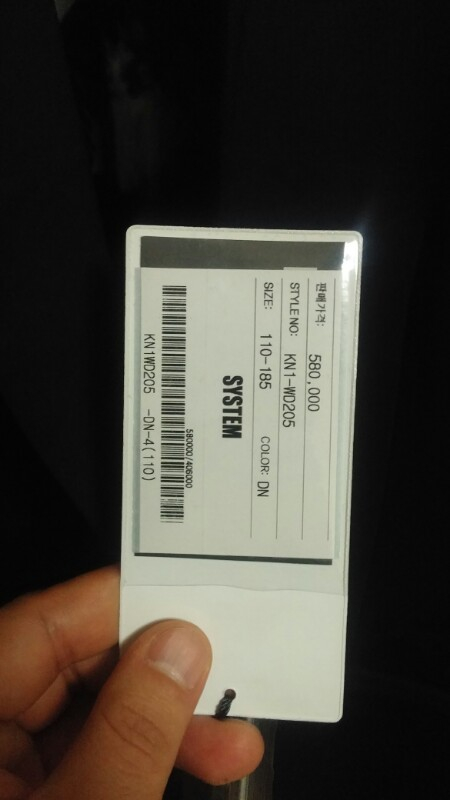 판매가격: 580,000
STYLE NO: KN1-WD205
SIZE: 110-185 COLOR: DN
SYSTEM
580000/406000
KN1WD205 -DN-4(110)